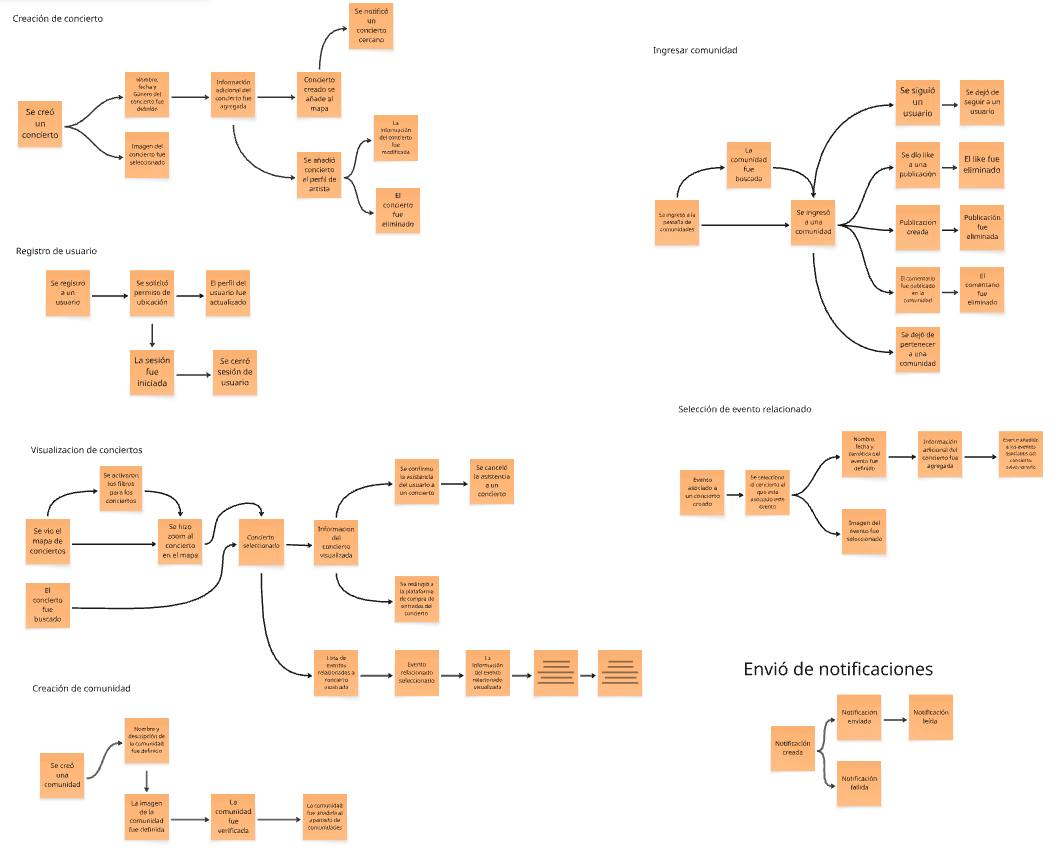 Creación de concierto
Se notificó
un
concierto
cercano
Se creó
un
concierto
Nombre,
fecha y
Género del
concierto fue
definido
Información
adicional del
concierto fue
agregada
Concierto
creado se
añade al
mapa
Imagen del
concierto fue
seleccionado
Se añadió
concierto
al perfil de
artista
La
información
del concierto
fue
modificada
El
concierto
fue
eliminado
Registro de usuario
Se registro
a un
usuario
Se solicitó
permiso de
ubicación
El perfil del
usuario fue
actualizado
La sesión
fue
iniciada
Se cerró
sesión de
usuario
Visualizacion de conciertos
Se activaron
los filtros
para los
conciertos
Se vio el
mapa de
conciertos
Se hizo
zoom al
concierto
en el mapa
El
concierto
fue
buscado
Concierto
seleccionado
Informacion
del
concierto
visualizada
Se confirmo
la asistencia
del usuario a
un concierto
Se canceló
la asistencia
a un
concierto
Se redirigió a
la plataforma
de compra de
entradas del
concierto
Lista de
eventos
relacionados a
concierto
mostrada
Evento
relacionado
seleccionado
La
información
del evento
relacionado
visualizada
Creación de comunidad
Se creó
una
comunidad
Nombre y
descripción de
la comunidad
fue definido
La imagen
de la
comunidad
fue definida
La
comunidad
fue
verificada
La comunidad
fue añadida al
apartado de
comunidades
Ingresar comunidad
Se ingresó a la
pestaña de
comunidades
La
comunidad
fue
buscada
Se ingresó
a una
comunidad
Se siguió
un
usuario
Se dejó de
seguir a un
usuario
Se dio like
a una
publicación
El like fue
eliminado
Publicación
creada
Publicación
fue
eliminada
El comentario
fue publicado
en la
comunidad
El
comentario
fue
eliminado
Se dejó de
pertenecer
a una
comunidad
Selección de evento relacionado
Evento
asociado a
un concierto
creado
Se selecciono
el concierto al
que esta
asociado este
evento
Nombre,
fecha y
temática del
evento fue
definido
Información
adicional del
concierto fue
agregada
Imagen del
evento fue
seleccionado
Envió de notificaciones
Notificación
creada
Notificación
enviada
Notificación
leída
Notificación
fallida